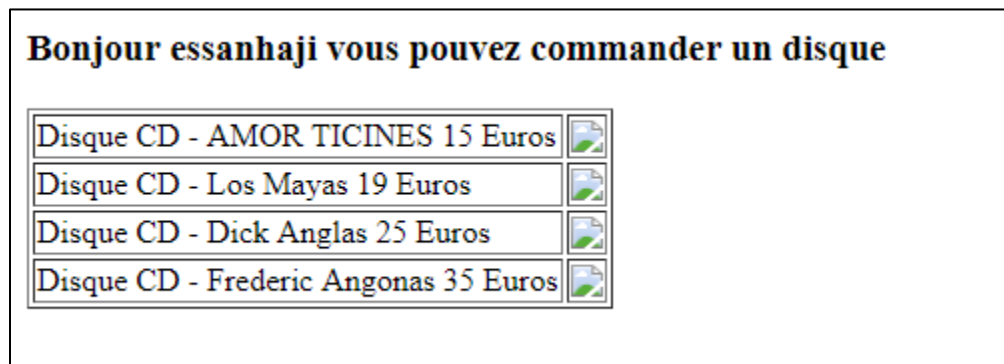 Bonjour essanhaji vous pouvez commander un disque
Disque CD - AMOR TICINES 15 Euros
Disque CD - Los Mayas 19 Euros
Disque CD - Dick Anglas 25 Euros
Disque CD - Frederic Angonas 35 Euros